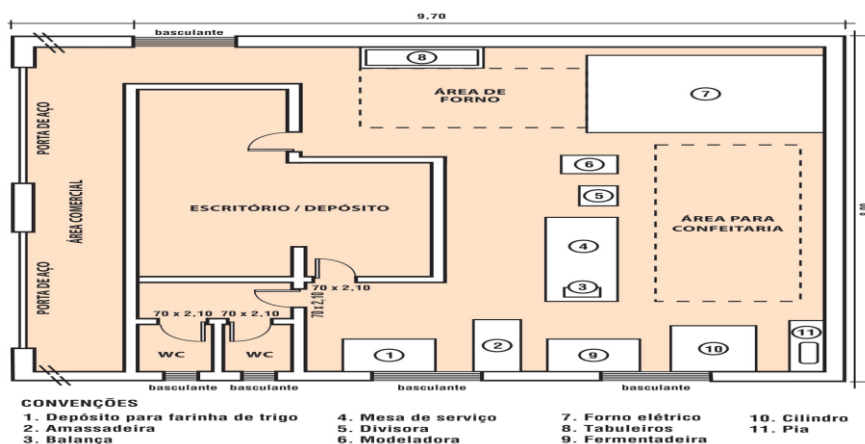 9,70
basculante
8
ÁREA DE
FORNO
7
PORTA DE AÇO
6
5
ÁREA COMERCIAL
ESCRITÓRIO / DEPÓSITO
ÁREA PARA
CONFEITARIA
4
3
PORTA DE AÇO
70 x 2,10
70 x 2,10 70 x 2,10
70 x 2,10
WC
WC
1
2
9
10
11
basculante basculante basculante basculante
CONVENÇÕES
1. Depósito para farinha de trigo
2. Amassadeira
3. Balança
4. Mesa de serviço
5. Divisora
6. Modeladora
7. Forno elétrico
8. Tabuleiros
9. Fermentadeira
10. Cilindro
11. Pia